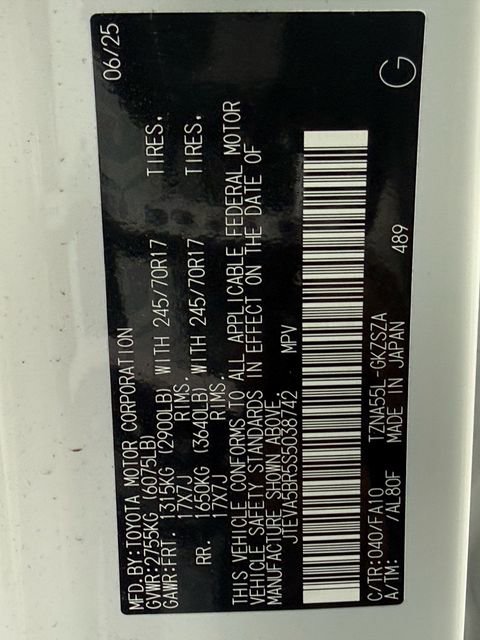 MFD.BY:TOYOTA MOTOR CORPORATION 06/25
GVWR:2755KG (6075LB)
GAWR:FRT. 1315KG (2900LB) WITH 245/70R17 TIRES.
17X7J RIMS.
RR. 1650KG (3640LB) WITH 245/70R17 TIRES.
17X7J RIMS.
THIS VEHICLE CONFORMS TO ALL APPLICABLE FEDERAL MOTOR
VEHICLE SAFETY STANDARDS IN EFFECT ON THE DATE OF
MANUFACTURE SHOWN ABOVE.
JTEVA5BR5S5038742 MPV
C/TR:040/FA10 TZNA55L-GKZSZA
A/TM: /AL80F MADE IN JAPAN 489
G